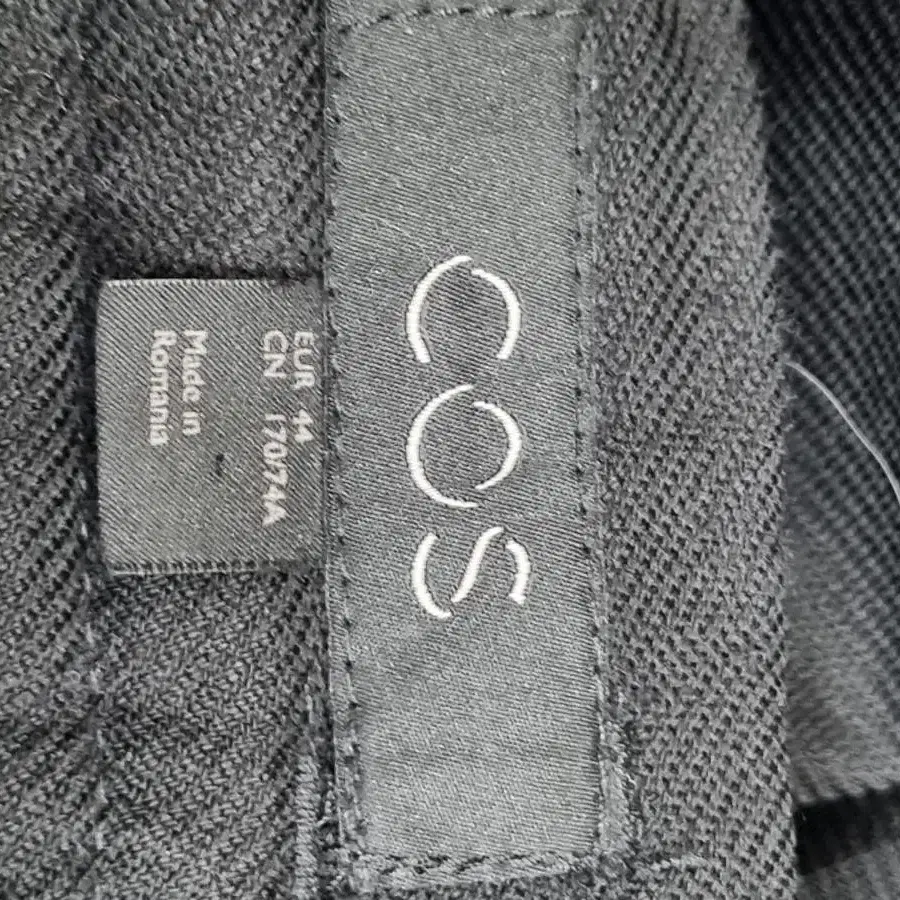 COS
EUR 44
CN 170/74A
Made in
Romania